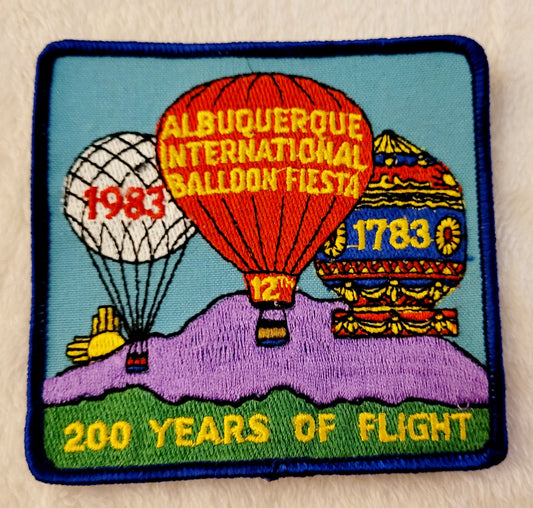 ALBUQUERQUE
INTERNATIONAL
BALLOON FIESTA
1983
1783
12TH
200 YEARS OF FLIGHT